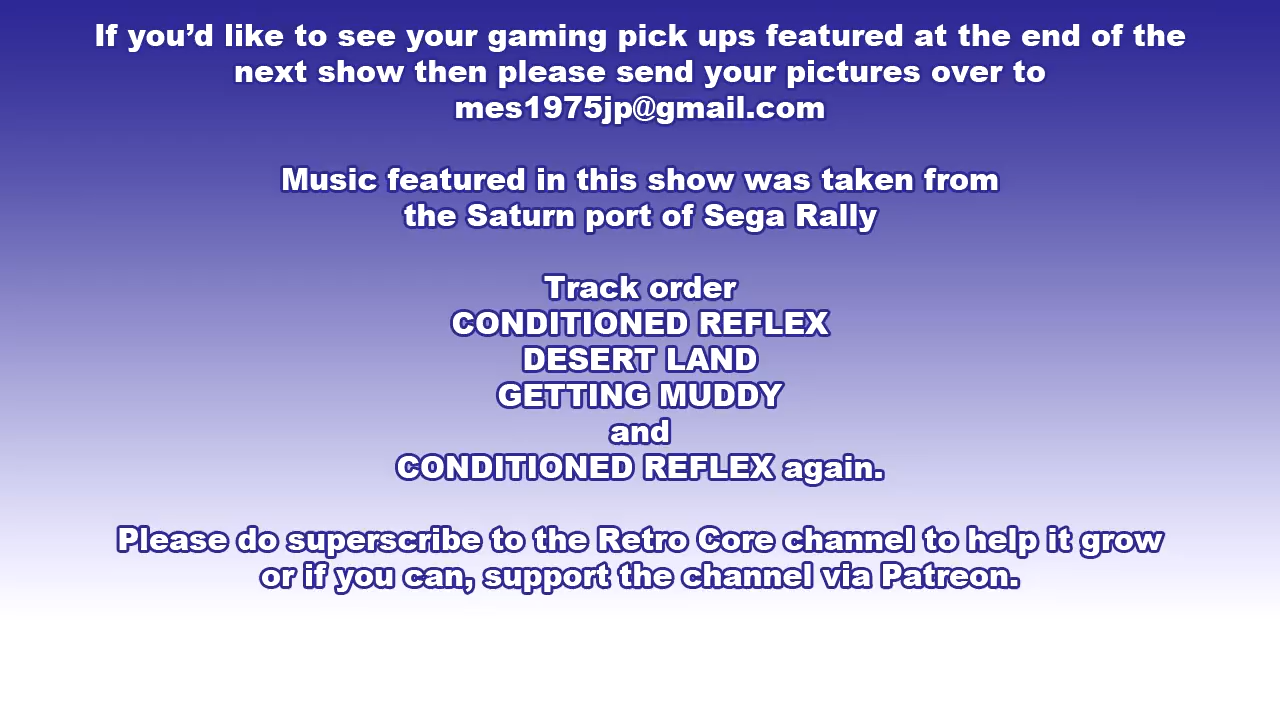 If you’d like to see your gaming pick ups featured at the end of the
next show then please send your pictures over to
mes1975jp@gmail.com
Music featured in this show was taken from
the Saturn port of Sega Rally
Track order
CONDITIONED REFLEX
DESERT LAND
GETTING MUDDY
and
CONDITIONED REFLEX again.
Please do superscribe to the Retro Core channel to help it grow
or if you can, support the channel via Patreon.